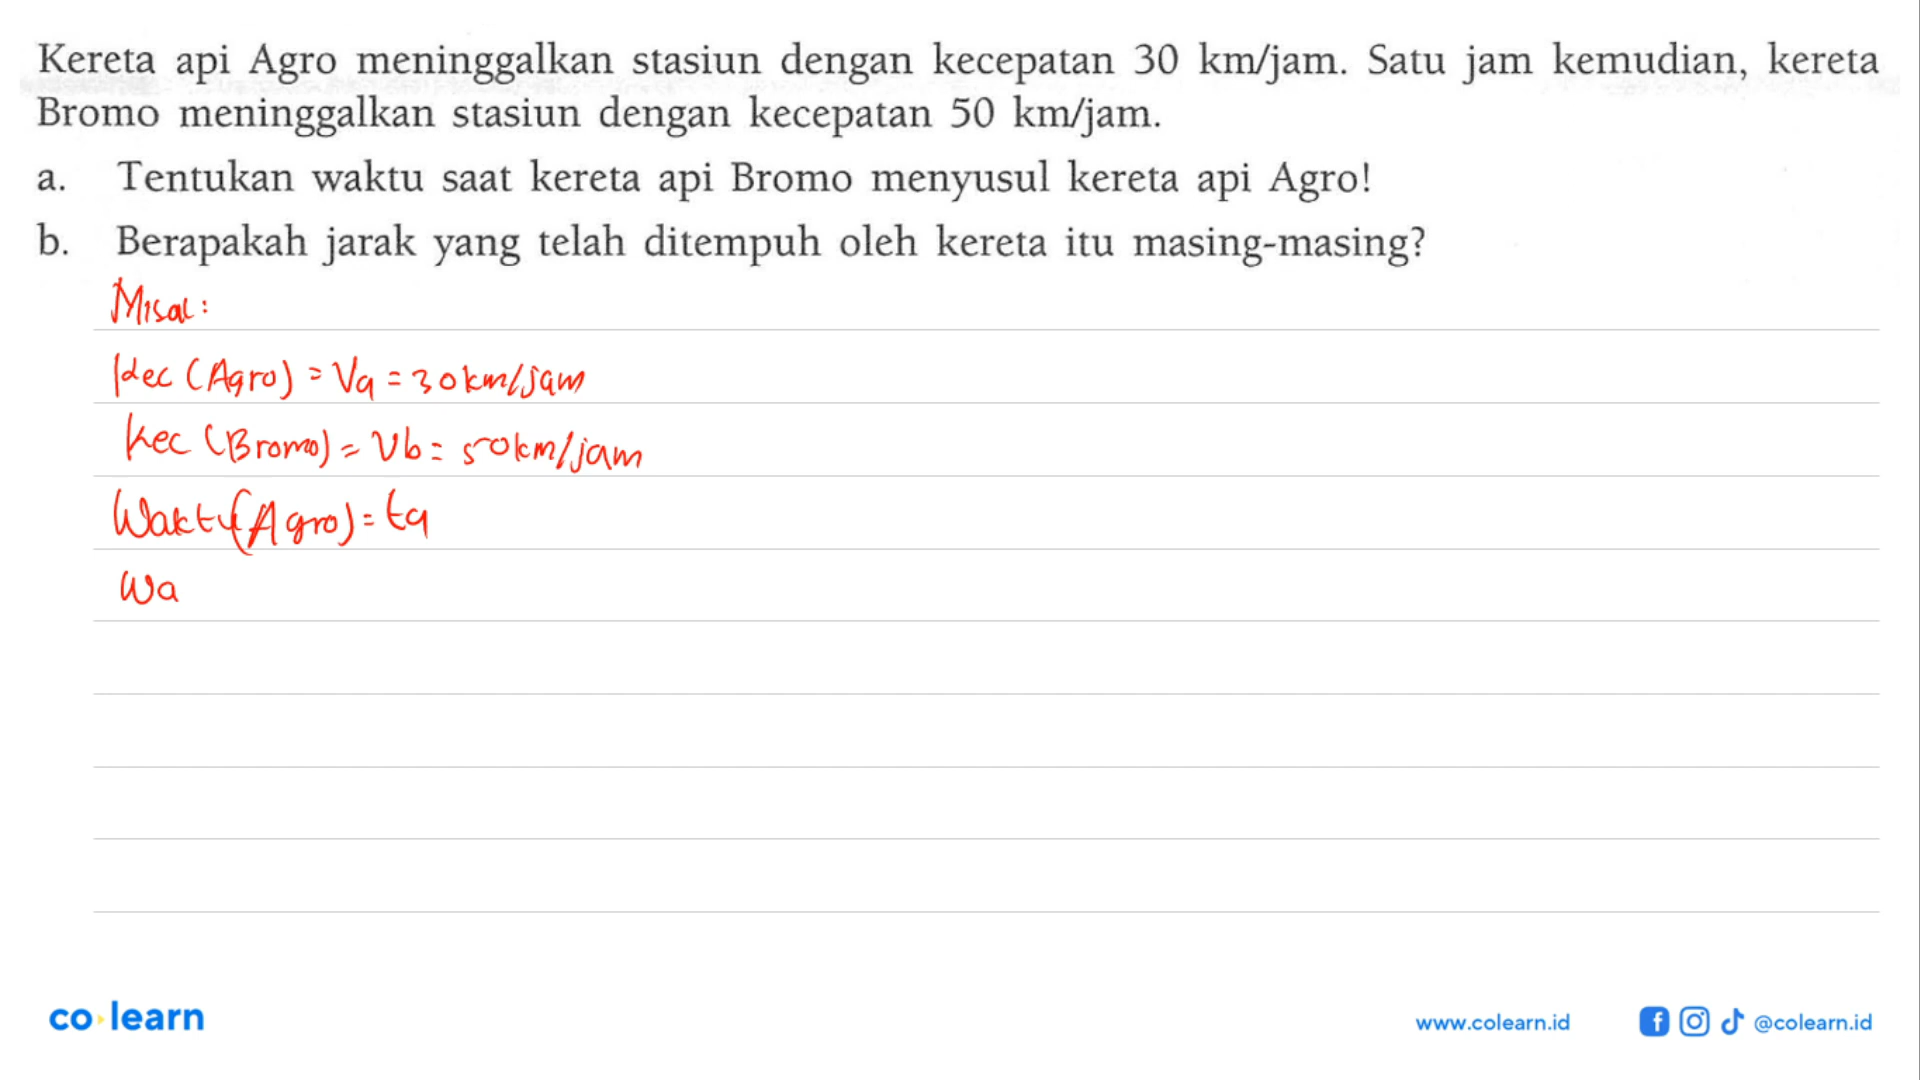 Kereta api Agro meninggalkan stasiun dengan kecepatan 30 km/jam. Satu jam kemudian, kereta
Bromo meninggalkan stasiun dengan kecepatan 50 km/jam.
a. Tentukan waktu saat kereta api Bromo menyusul kereta api Agro!
b. Berapakah jarak yang telah ditempuh oleh kereta itu masing-masing?
Misal:
Kec (Agro) = Va = 30 km/jam
Kec (Bromo) = Vb = 50km/jam
Waktu (Agro) = ta
Wa
co learn
www.colearn.id
@colearn.id